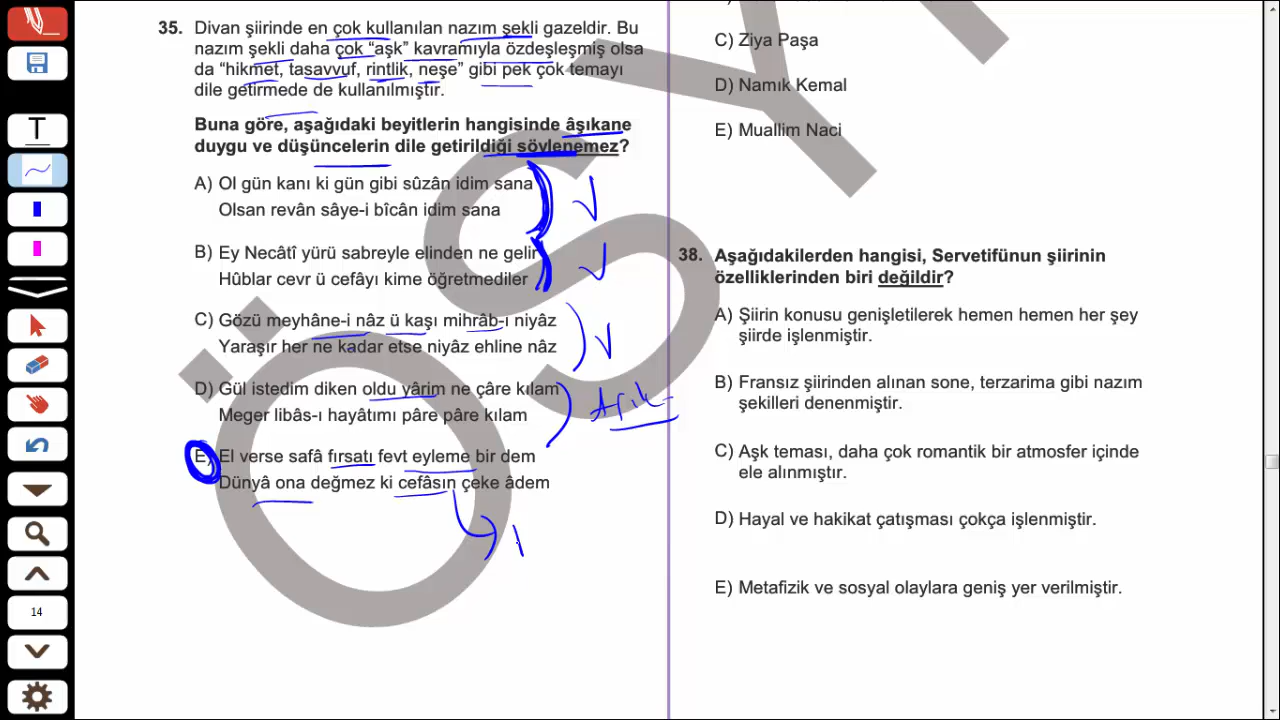 35. Divan şiirinde en çok kullanılan nazım şekli gazeldir. Bu
nazım şekli daha çok “aşk” kavramıyla özdeşleşmiş olsa
da “hikmet, tasavvuf, rintlik, neşe” gibi pek çok temayı
dile getirmede de kullanılmıştır.
Buna göre, aşağıdaki beyitlerin hangisinde âşıkane
duygu ve düşüncelerin dile getirildiği söylenemez?
A) Ol gün kanı ki gün gibi sûzân idim sana
Olsan revân sâye-i bîcân idim sana
B) Ey Necâtî yürü sabreyle elinden ne gelir
Hûblar cevr ü cefâyı kime öğretmediler
C) Gözü meyhâne-i nâz ü kaşı mihrâb-ı niyâz
Yaraşır her ne kadar etse niyâz ehline nâz
D) Gül istedim diken oldu yârim ne çâre kılam
Meger libâs-ı hayâtımı pâre pâre kılam
E) El verse safâ fırsatı fevt eyleme bir dem
Dünyâ ona değmez ki cefâsın çeke âdem
C) Ziya Paşa
D) Namık Kemal
E) Muallim Naci
38. Aşağıdakilerden hangisi, Servetifünun şiirinin
özelliklerinden biri değildir?
A) Şiirin konusu genişletilerek hemen hemen her şey
şiirde işlenmiştir.
B) Fransız şiirinden alınan sone, terzarima gibi nazım
şekilleri denenmiştir.
C) Aşk teması, daha çok romantik bir atmosfer içinde
ele alınmıştır.
D) Hayal ve hakikat çatışması çokça işlenmiştir.
E) Metafizik ve sosyal olaylara geniş yer verilmiştir.
T
14
ÖSY